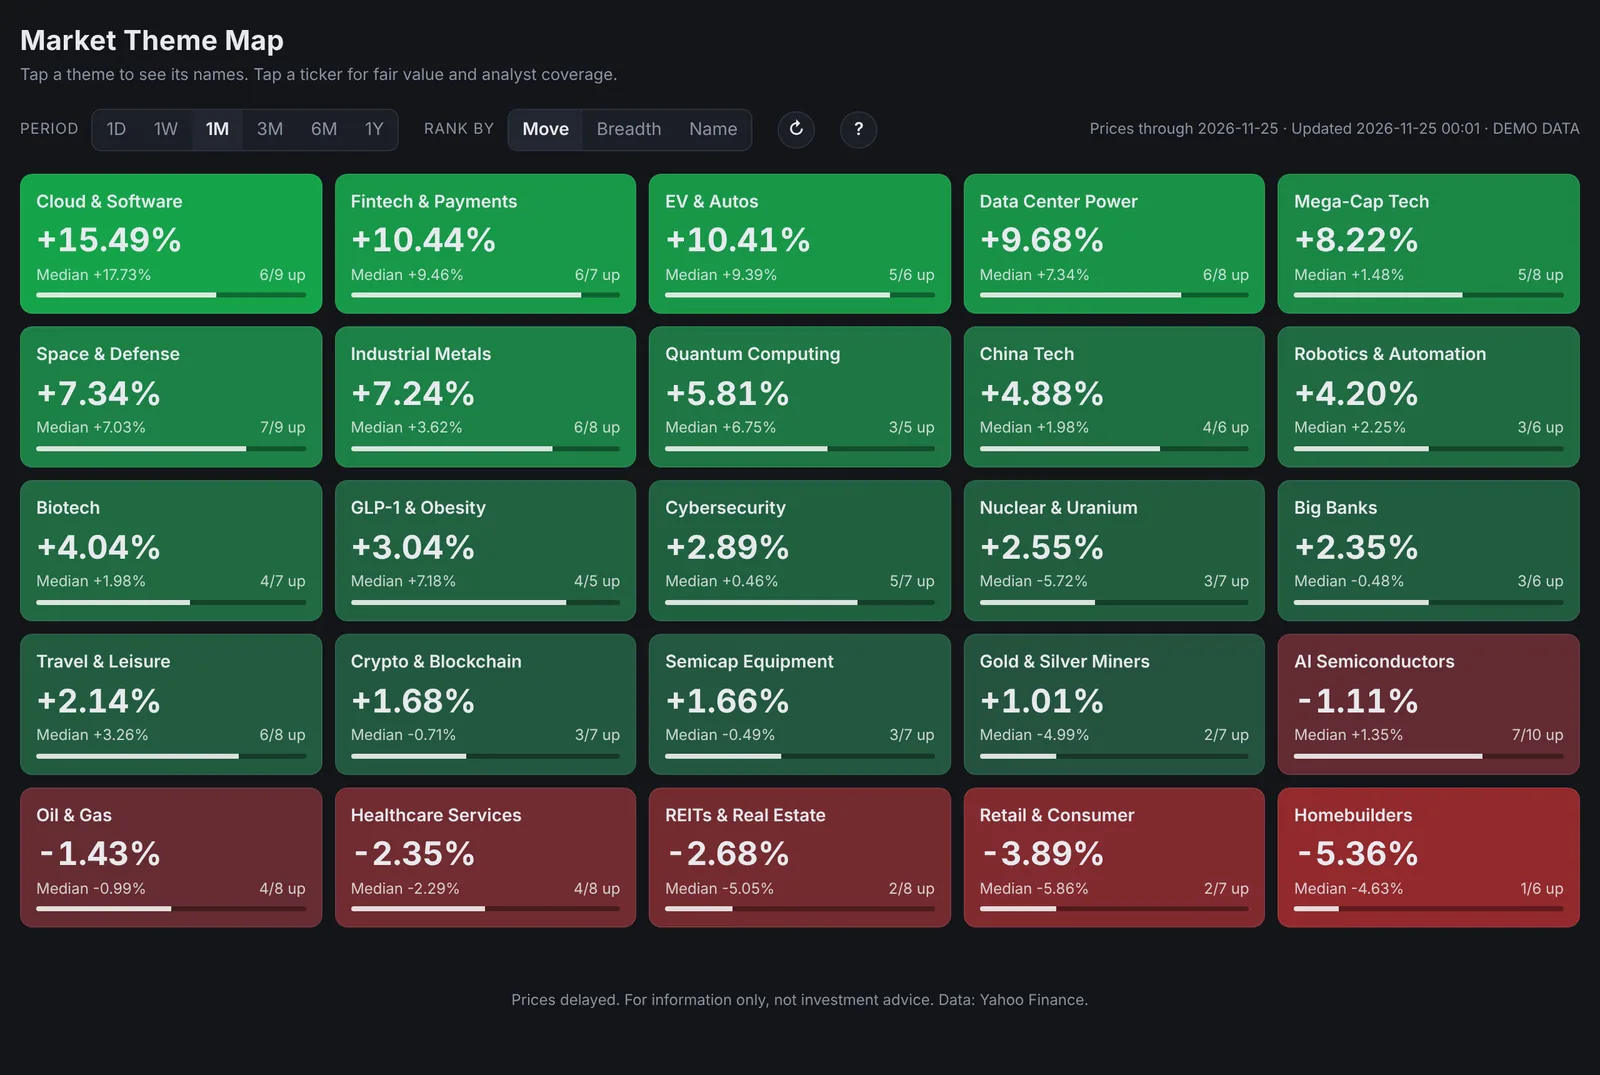 Market Theme Map
Tap a theme to see its names. Tap a ticker for fair value and analyst coverage.
PERIOD 1D 1W 1M 3M 6M 1Y RANK BY Move Breadth Name ? Prices through 2026-11-25 · Updated 2026-11-25 00:01 · DEMO DATA
Cloud & Software
+15.49%
Median +17.73% 6/9 up
Fintech & Payments
+10.44%
Median +9.46% 6/7 up
EV & Autos
+10.41%
Median +9.39% 5/6 up
Data Center Power
+9.68%
Median +7.34% 6/8 up
Mega-Cap Tech
+8.22%
Median +1.48% 5/8 up
Space & Defense
+7.34%
Median +7.03% 7/9 up
Industrial Metals
+7.24%
Median +3.62% 6/8 up
Quantum Computing
+5.81%
Median +6.75% 3/5 up
China Tech
+4.88%
Median +1.98% 4/6 up
Robotics & Automation
+4.20%
Median +2.25% 3/6 up
Biotech
+4.04%
Median +1.98% 4/7 up
GLP-1 & Obesity
+3.04%
Median +7.18% 4/5 up
Cybersecurity
+2.89%
Median +0.46% 5/7 up
Nuclear & Uranium
+2.55%
Median -5.72% 3/7 up
Big Banks
+2.35%
Median -0.48% 3/6 up
Travel & Leisure
+2.14%
Median +3.26% 6/8 up
Crypto & Blockchain
+1.68%
Median -0.71% 3/7 up
Semicap Equipment
+1.66%
Median -0.49% 3/7 up
Gold & Silver Miners
+1.01%
Median -4.99% 2/7 up
AI Semiconductors
-1.11%
Median +1.35% 7/10 up
Oil & Gas
-1.43%
Median -0.99% 4/8 up
Healthcare Services
-2.35%
Median -2.29% 4/8 up
REITs & Real Estate
-2.68%
Median -5.05% 2/8 up
Retail & Consumer
-3.89%
Median -5.86% 2/7 up
Homebuilders
-5.36%
Median -4.63% 1/6 up
Prices delayed. For information only, not investment advice. Data: Yahoo Finance.